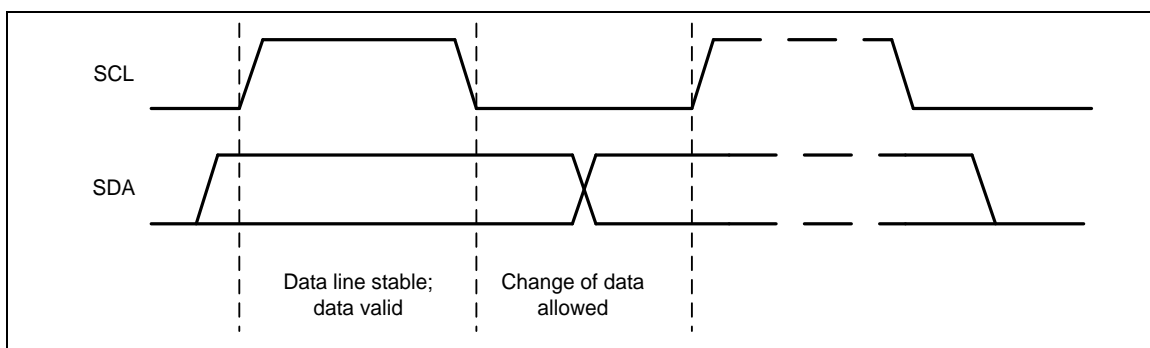 SCL
SDA
Data line stable;
data valid
Change of data
allowed